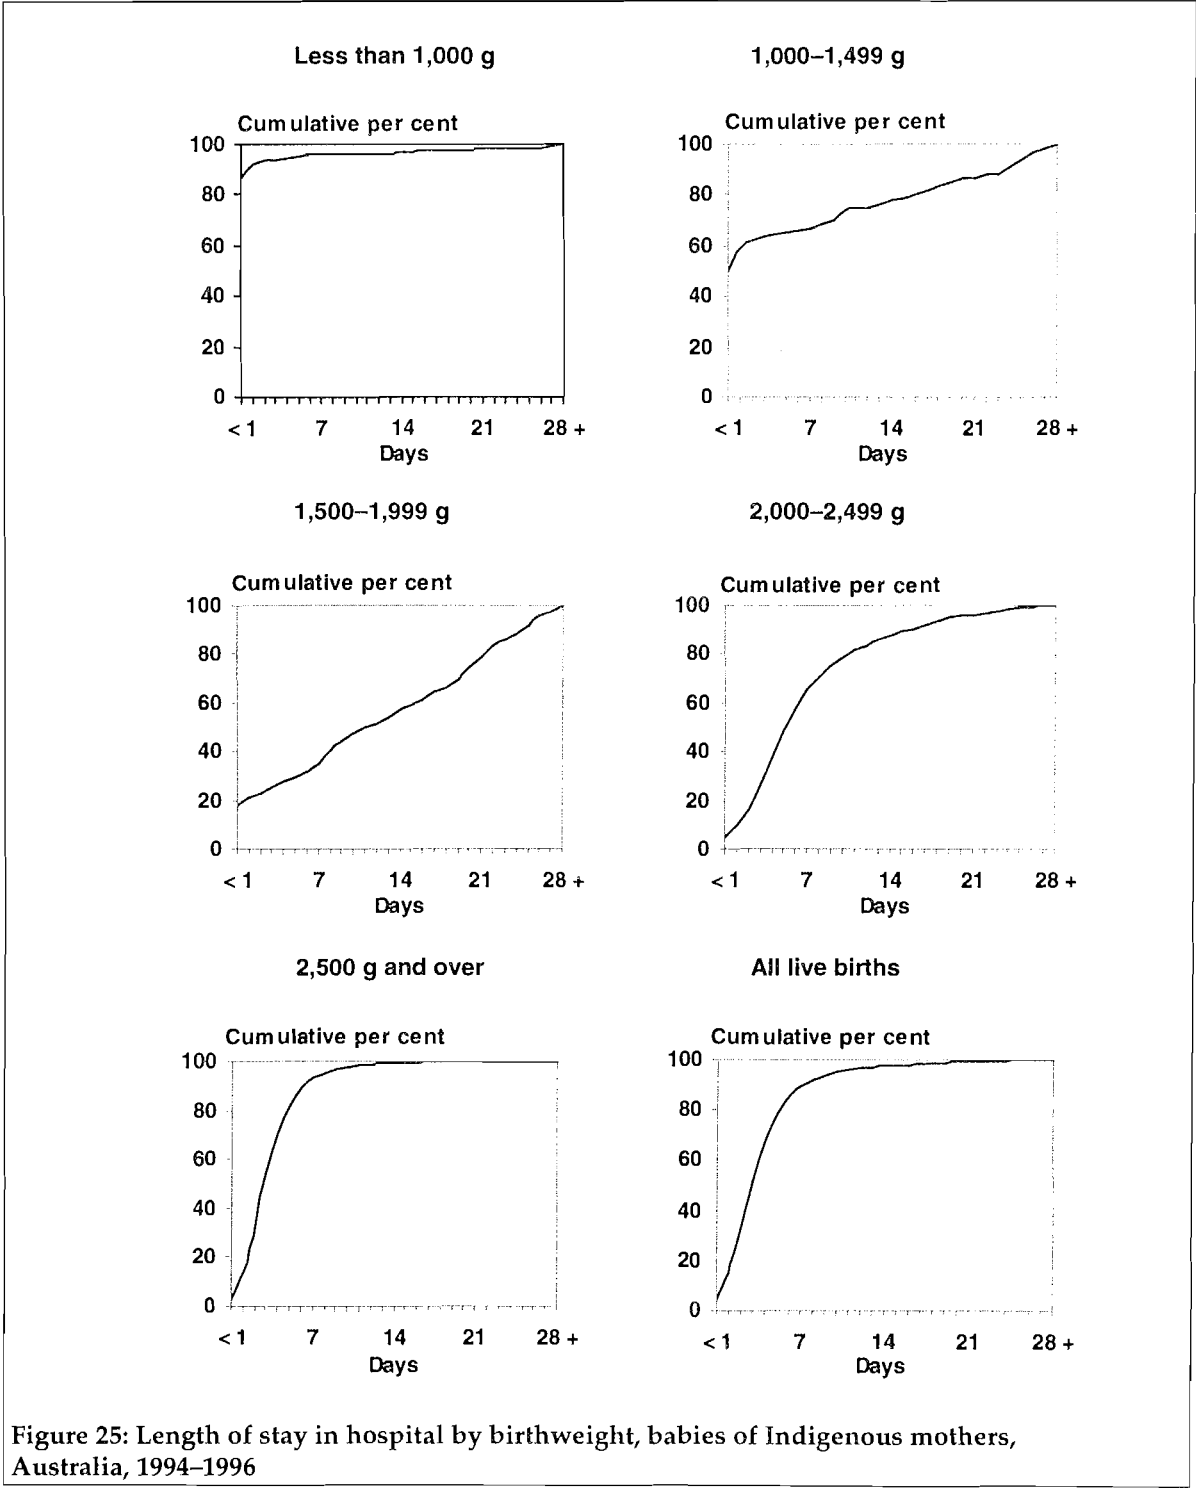 Less than 1,000 g
Cumulative per cent
100
80
60
40
20
0
< 1 7 14 21 28 +
Days
1,000–1,499 g
Cumulative per cent
100
80
60
40
20
0
< 1 7 14 21 28 +
Days
1,500–1,999 g
Cumulative per cent
100
80
60
40
20
0
< 1 7 14 21 28 +
Days
2,000–2,499 g
Cumulative per cent
100
80
60
40
20
0
< 1 7 14 21 28 +
Days
2,500 g and over
Cumulative per cent
100
80
60
40
20
0
< 1 7 14 21 28 +
Days
All live births
Cumulative per cent
100
80
60
40
20
0
< 1 7 14 21 28 +
Days
Figure 25: Length of stay in hospital by birthweight, babies of Indigenous mothers,
Australia, 1994–1996